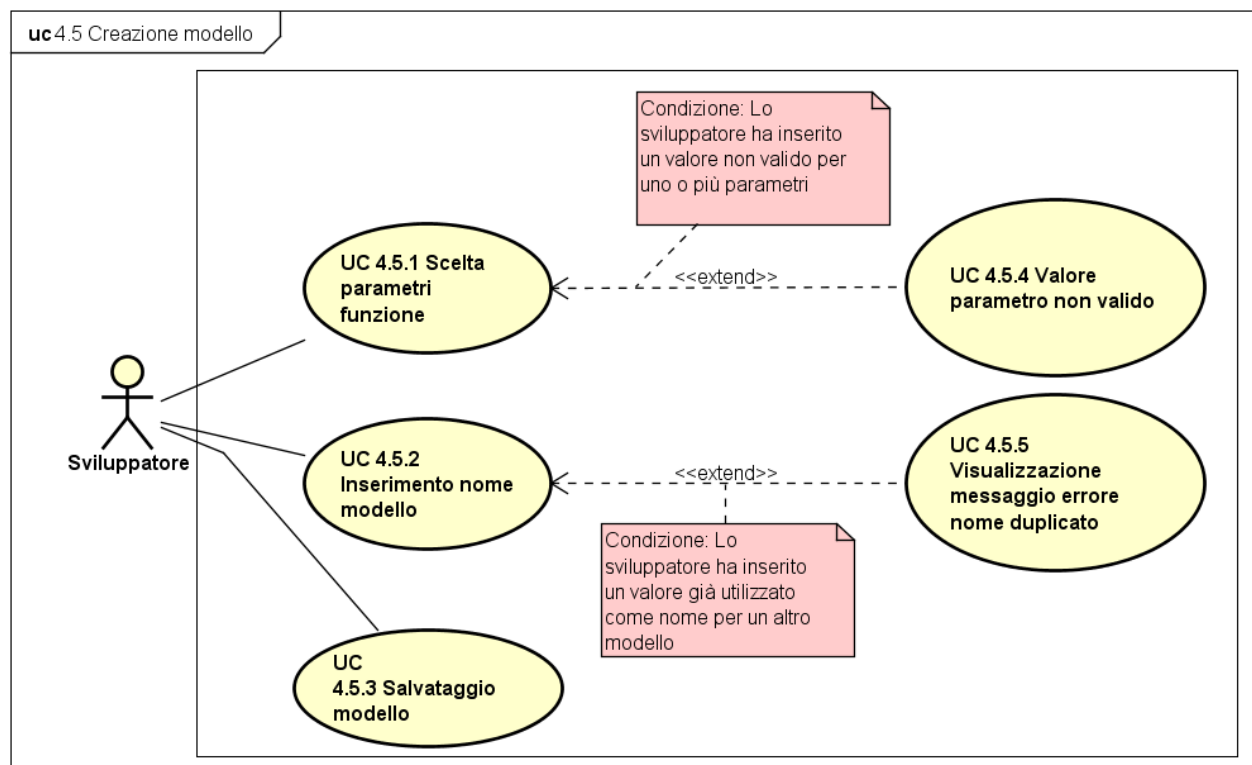 uc 4.5 Creazione modello
Condizione: Lo
sviluppatore ha inserito
un valore non valido per
uno o più parametri
UC 4.5.1 Scelta
parametri
funzione
<<extend>>
UC 4.5.4 Valore
parametro non valido
Sviluppatore
UC 4.5.2
Inserimento nome
modello
<<extend>>
UC 4.5.5
Visualizzazione
messaggio errore
nome duplicato
Condizione: Lo
sviluppatore ha inserito
un valore già utilizzato
come nome per un altro
modello
UC
4.5.3 Salvataggio
modello